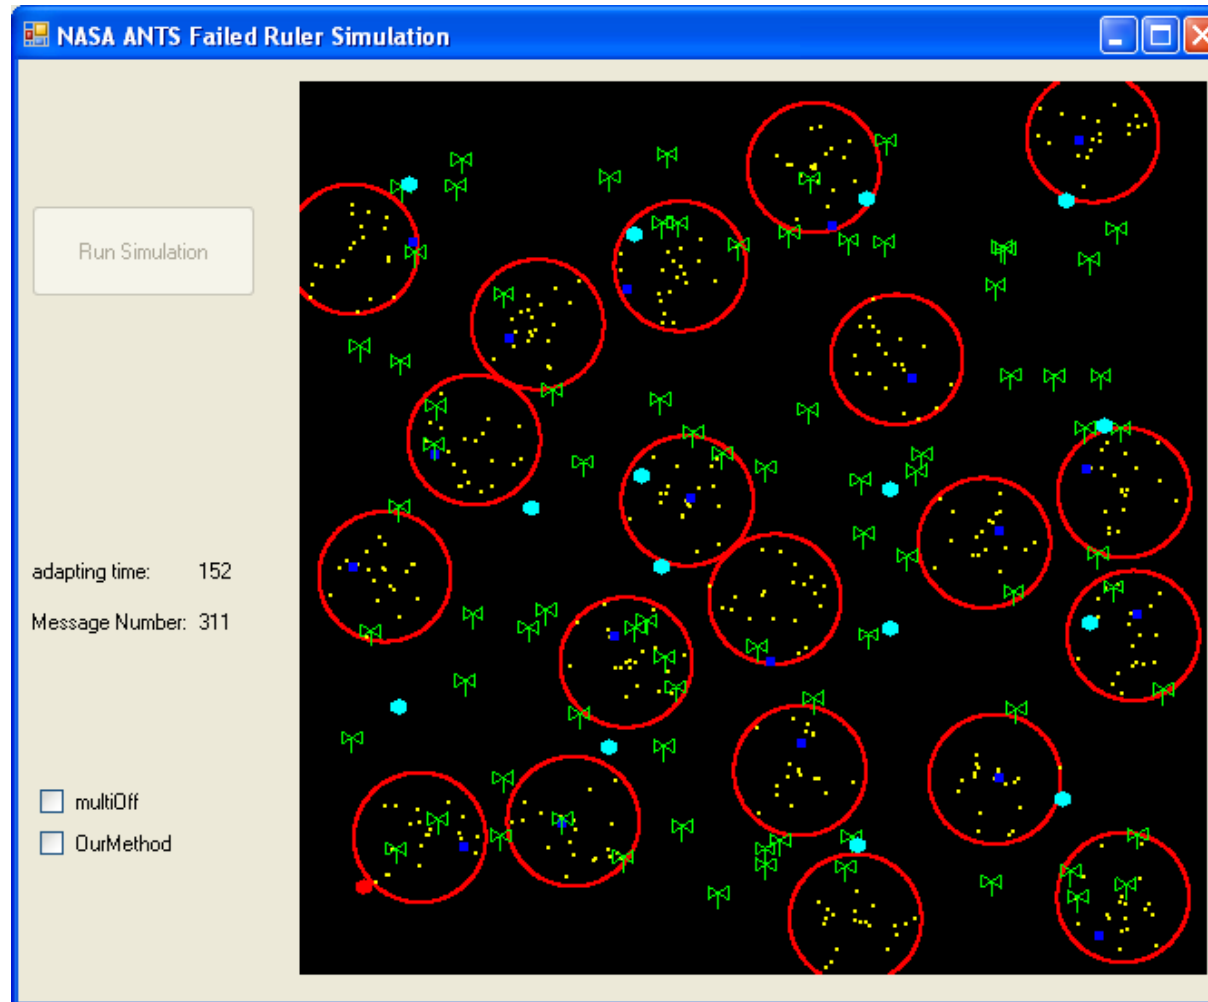 NASA ANTS Failed Ruler Simulation
Run Simulation
adapting time: 152
Message Number: 311
multiOff
OurMethod